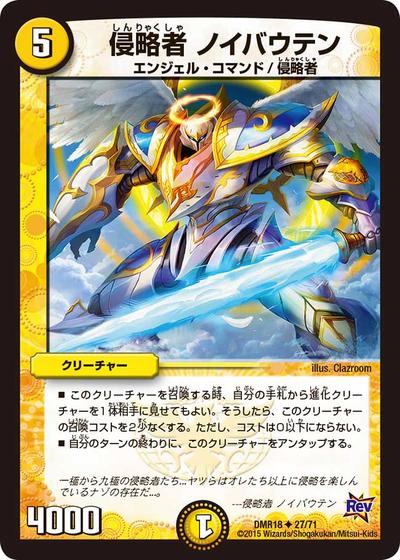 5
しんりゃくしゃ
侵略者 ノイバウテン
しんりゃくしゃ
エンジェル・コマンド/侵略者
クリーチャー
illus. Clazroom
■ このクリーチャーを召喚する時、自分の手札から進化クリ
ーチャーを1体相手に見せてもよい。そうしたら、このクリーチャー
の召喚コストを2少なくする。ただし、コストは0以下にならない。
■ 自分のターンの終わりに、このクリーチャーをアンタップする。
一極から九極の侵略者たち…ヤツらはオレたち以上に侵略を楽しん
でいるナゾの存在だ…。
---侵略者 ノイバウテン
Rev
4000
1
DMR18 ◆ 27/71
©2015 Wizards/Shogakukan/Mitsui-Kids